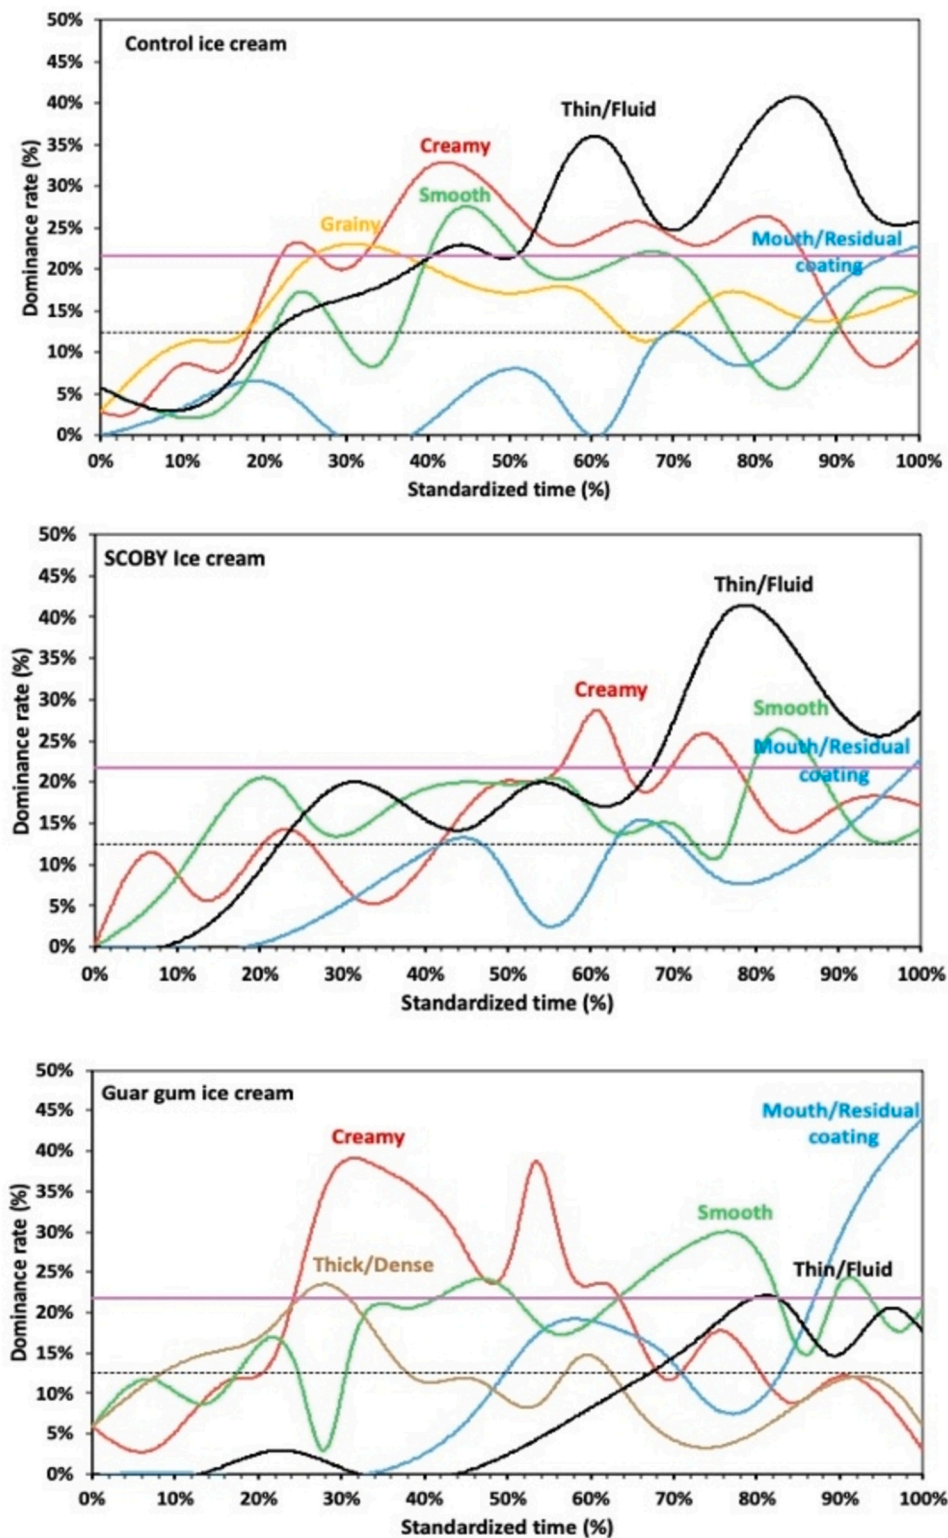 50%
Control ice cream
45%
40%
Thin/Fluid
35%
Creamy
30%
Smooth
25%
Grainy
Mouth/Residual
coating
20%
15%
10%
5%
0%
Dominance rate (%)
0% 10% 20% 30% 40% 50% 60% 70% 80% 90% 100%
Standardized time (%)
50%
SCOBY Ice cream
45%
Thin/Fluid
40%
35%
30%
Creamy
Smooth
25%
Mouth/Residual
coating
20%
15%
10%
5%
0%
Dominance rate (%)
0% 10% 20% 30% 40% 50% 60% 70% 80% 90% 100%
Standardized time (%)
50%
Guar gum ice cream
45%
Mouth/Residual
coating
Creamy
40%
35%
30%
Smooth
25%
Thick/Dense
Thin/Fluid
20%
15%
10%
5%
0%
Dominance rate (%)
0% 10% 20% 30% 40% 50% 60% 70% 80% 90% 100%
Standardized time (%)